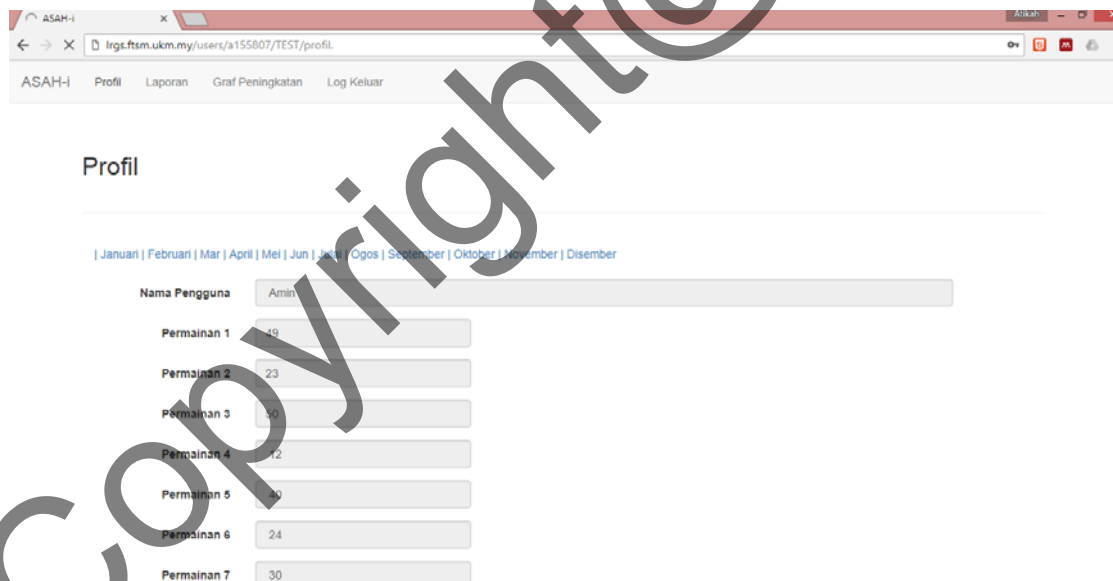 ASAH-i
Atikah
lrgs.ftsm.ukm.my/users/a155807/TEST/profil.
ASAH-i Profil Laporan Graf Peningkatan Log Keluar
Profil
| Januari | Februari | Mar | April | Mei | Jun | Julai | Ogos | September | Oktober | November | Disember
Nama Pengguna Amin
Permainan 1 49
Permainan 2 23
Permainan 3 50
Permainan 4 12
Permainan 5 40
Permainan 6 24
Permainan 7 30
Copyright@